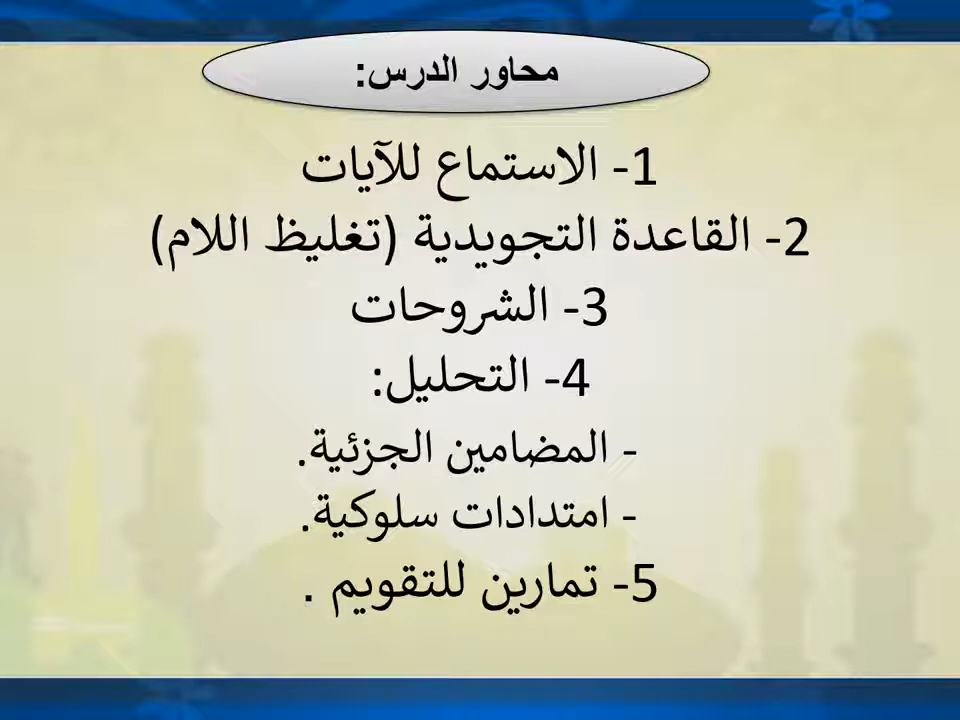 محاور الدرس:
1- الاستماع للآيات
2- القاعدة التجويدية (تغليظ اللام)
3- الشروحات
4- التحليل:
- المضامين الجزئية.
- امتدادات سلوكية.
5- تمارين للتقويم .